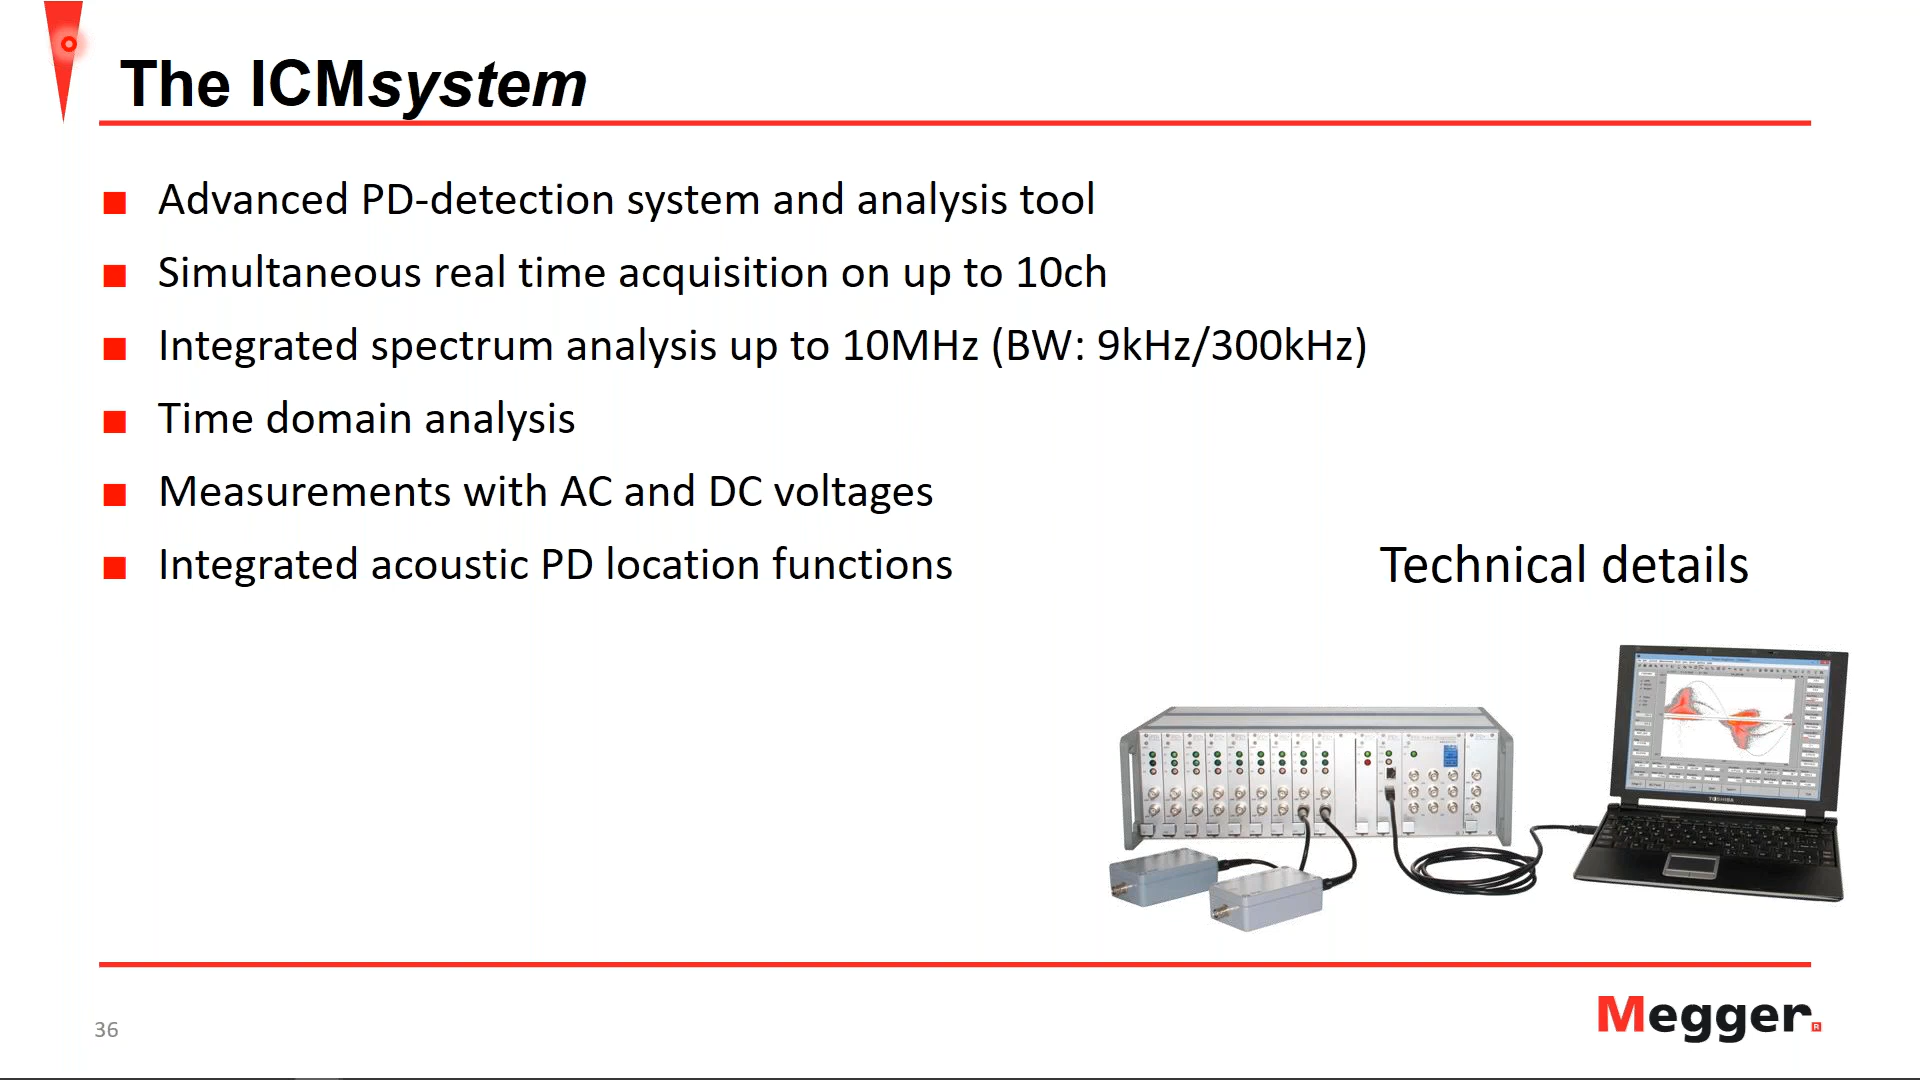 The ICMsystem
Advanced PD-detection system and analysis tool
Simultaneous real time acquisition on up to 10ch
Integrated spectrum analysis up to 10MHz (BW: 9kHz/300kHz)
Time domain analysis
Measurements with AC and DC voltages
Integrated acoustic PD location functions
Technical details
TOSHIBA
36
Megger®